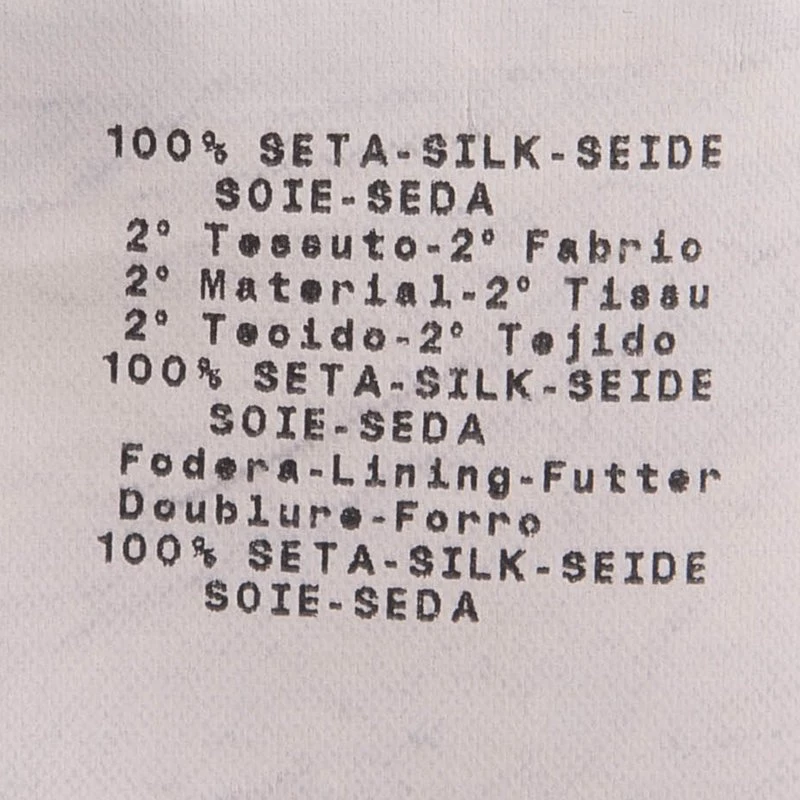 100% SETA-SILK-SEIDE
SOIE-SEDA
2° Tessuto-2° Fabric
2° Material-2° Tissu
2° Tecido-2° Tejido
100% SETA-SILK-SEIDE
SOIE-SEDA
Fodera-Lining-Futter
Doublure-Forro
100% SETA-SILK-SEIDE
SOIE-SEDA